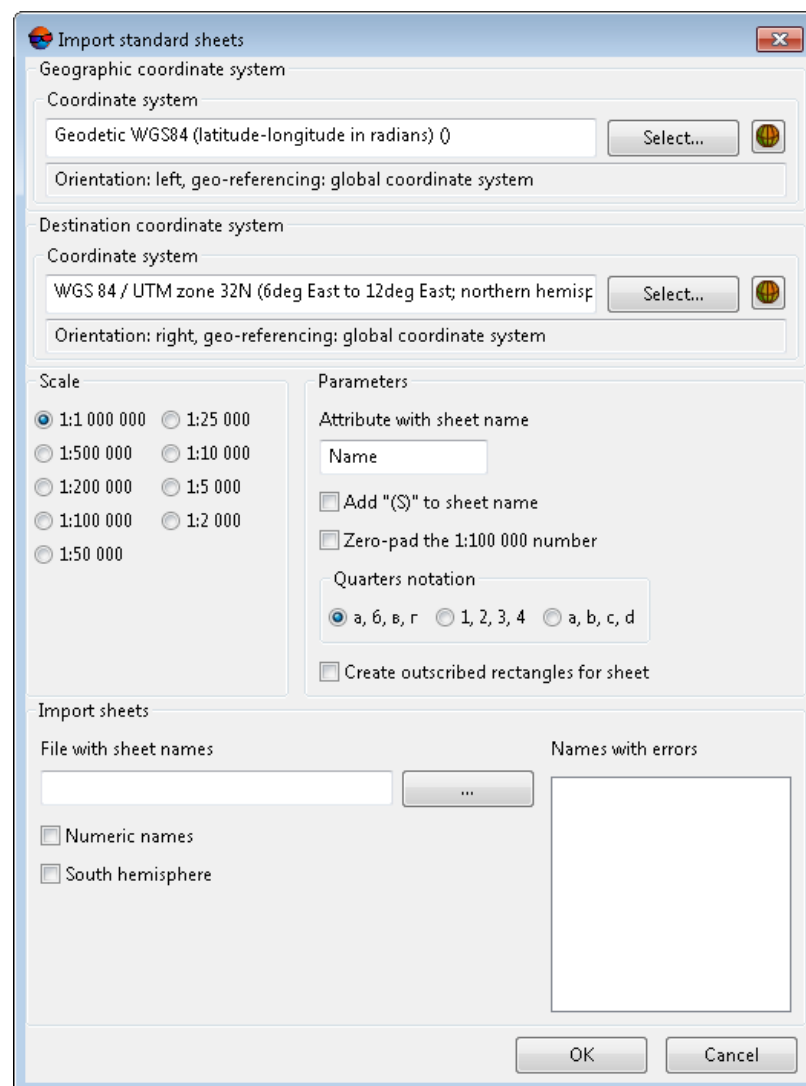 Import standard sheets
Geographic coordinate system
Coordinate system
Geodetic WGS84 (latitude-longitude in radians) ()
Select...
Orientation: left, geo-referencing: global coordinate system
Destination coordinate system
Coordinate system
WGS 84 / UTM zone 32N (6deg East to 12deg East; northern hemisp
Select...
Orientation: right, geo-referencing: global coordinate system
Scale
1:1 000 000 1:25 000
1:500 000 1:10 000
1:200 000 1:5 000
1:100 000 1:2 000
1:50 000
Parameters
Attribute with sheet name
Name
Add "(S)" to sheet name
Zero-pad the 1:100 000 number
Quarters notation
а, б, в, г 1, 2, 3, 4 a, b, c, d
Create outscribed rectangles for sheet
Import sheets
File with sheet names
...
Numeric names
South hemisphere
Names with errors
OK Cancel